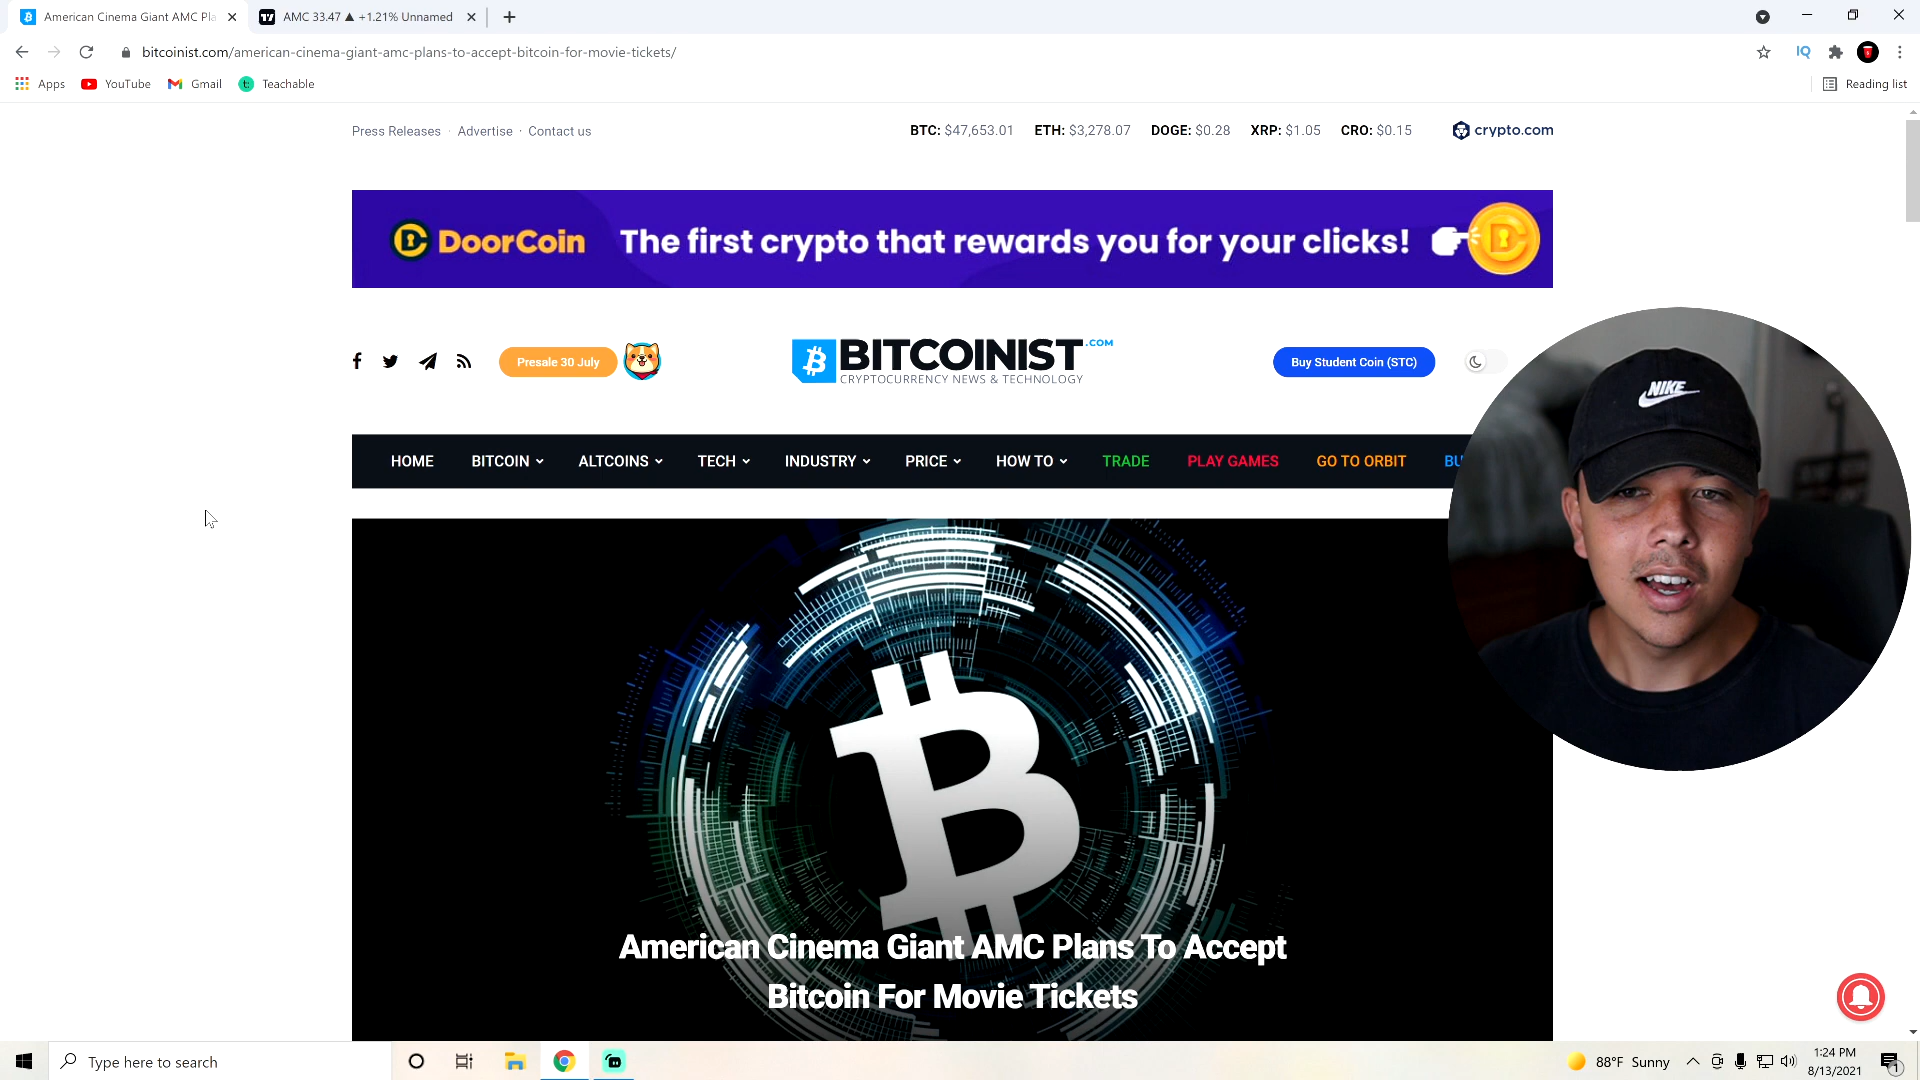 American Cinema Giant AMC Pla
AMC 33.47 ▲ +1.21% Unnamed
bitcoinist.com/american-cinema-giant-amc-plans-to-accept-bitcoin-for-movie-tickets/
IQ
Apps YouTube Gmail Teachable Reading list
Press Releases · Advertise · Contact us
BTC: $47,653.01 ETH: $3,278.07 DOGE: $0.28 XRP: $1.05 CRO: $0.15 crypto.com
DoorCoin The first crypto that rewards you for your clicks!
Presale 30 July
BITCOINIST.COM
CRYPTOCURRENCY NEWS & TECHNOLOGY
Buy Student Coin (STC)
NIKE
HOME BITCOIN ALTCOINS TECH INDUSTRY PRICE HOW TO TRADE PLAY GAMES GO TO ORBIT BU
American Cinema Giant AMC Plans To Accept
Bitcoin For Movie Tickets
Type here to search
88°F Sunny
1:24 PM
8/13/2021
1